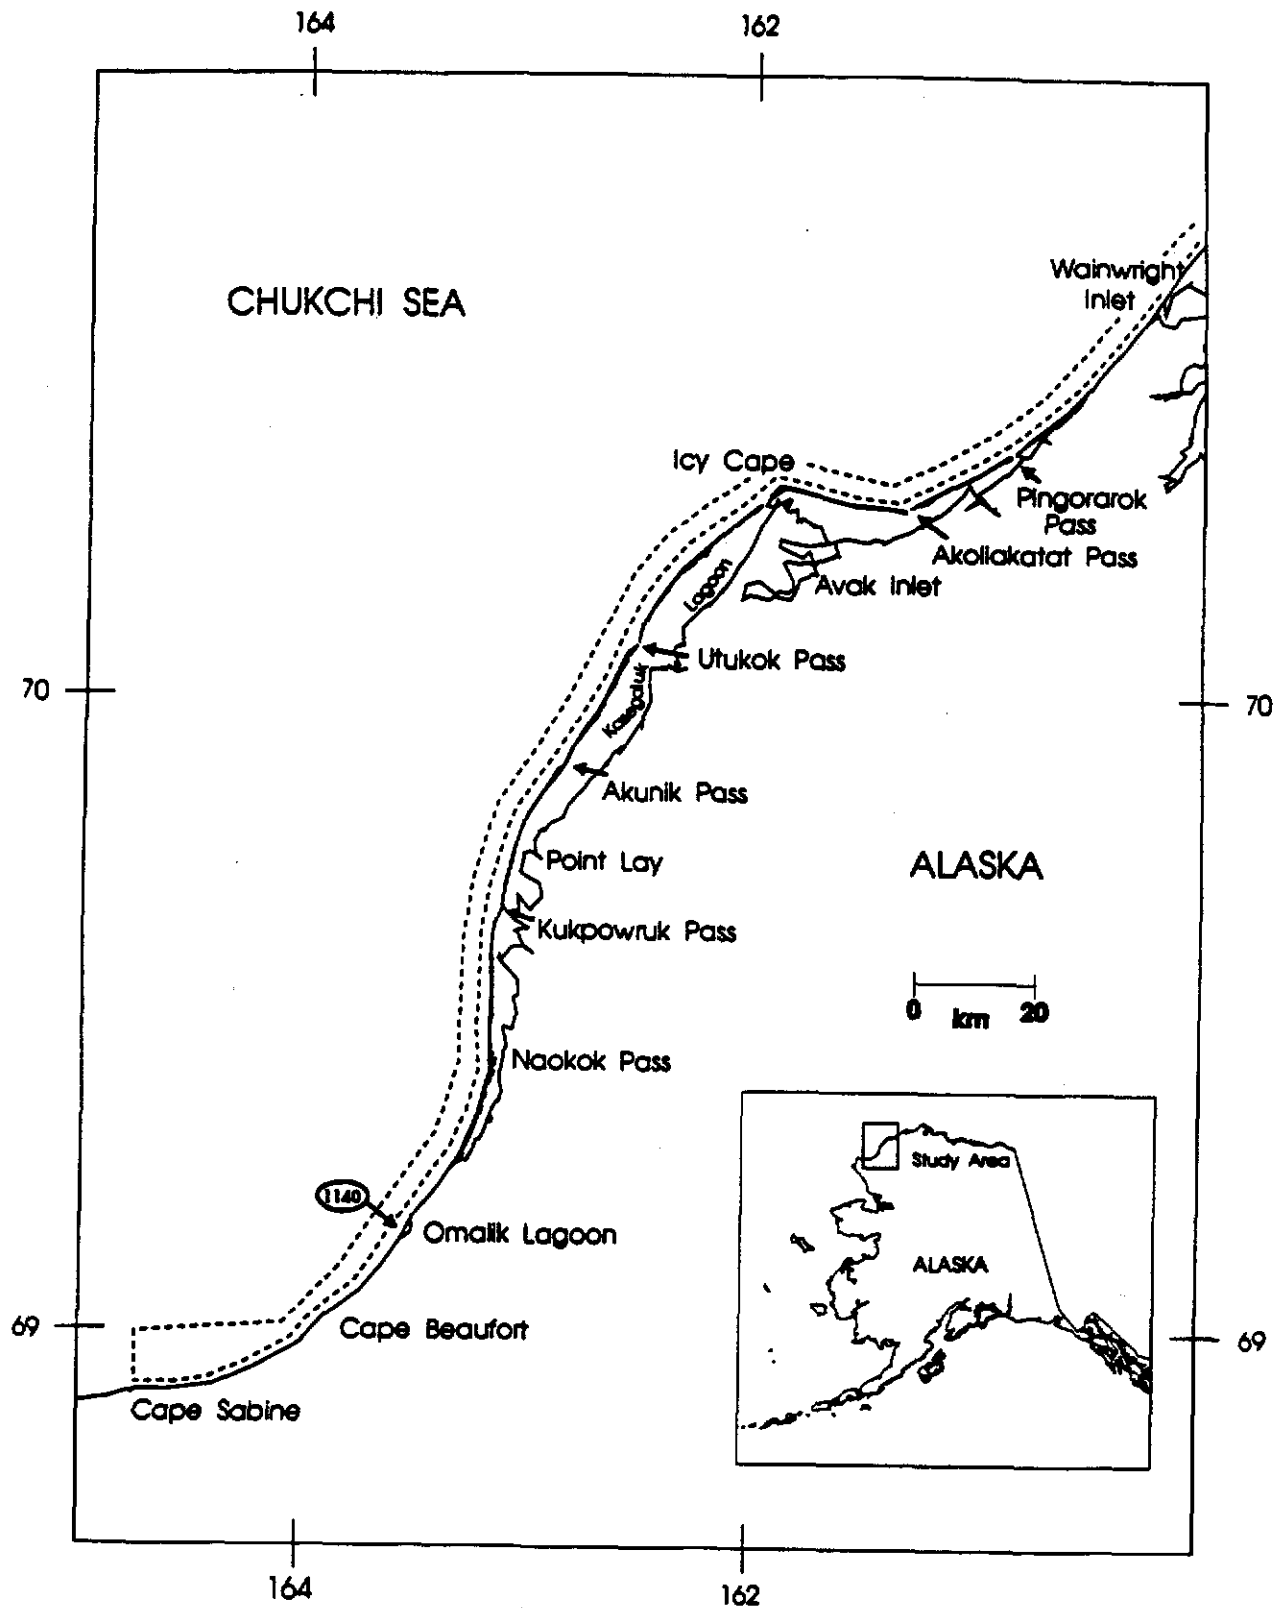 164
162
CHUKCHI SEA
Wainwright
Inlet
Icy Cape
Pingorarok
Pass
Akoliakatat Pass
Lagoon
Avak Inlet
Utukok Pass
70
Kasegaluk
70
Akunik Pass
Point Lay
ALASKA
Kukpowruk Pass
0 km 20
Naokok Pass
Study Area
1140
Omalik Lagoon
ALASKA
69
Cape Beaufort
69
Cape Sabine
164
162